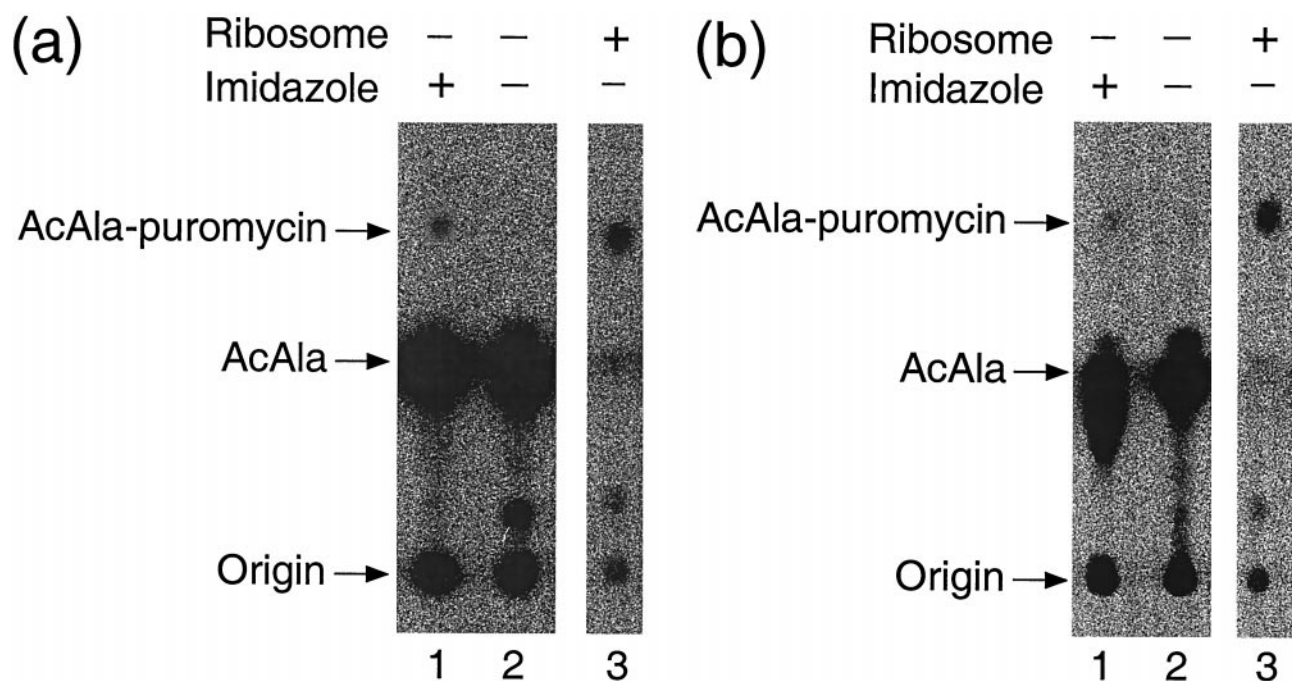 (a)
Ribosome − − +
Imidazole + − −
AcAla-puromycin
AcAla
Origin
1 2 3
(b)
Ribosome − − +
Imidazole + − −
AcAla-puromycin
AcAla
Origin
1 2 3